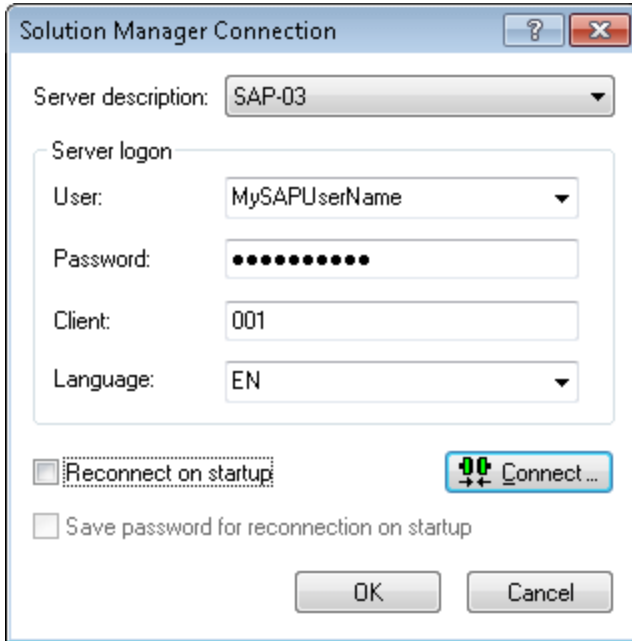 Solution Manager Connection
Server description: SAP-03
Server logon
User: MySAPUserName
Password: ●●●●●●●●●●
Client: 001
Language: EN
Reconnect on startup Connect...
Save password for reconnection on startup
OK Cancel